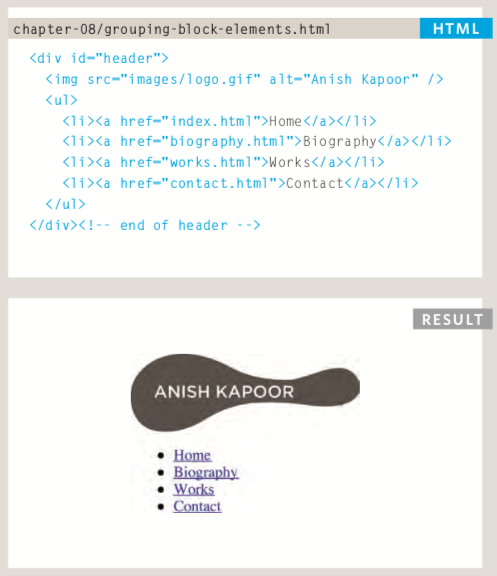 chapter-08/grouping-block-elements.html HTML
<div id="header">
<img src="images/logo.gif" alt="Anish Kapoor" />
<ul>
<li><a href="index.html">Home</a></li>
<li><a href="biography.html">Biography</a></li>
<li><a href="works.html">Works</a></li>
<li><a href="contact.html">Contact</a></li>
</ul>
</div><!-- end of header -->
RESULT
ANISH KAPOOR
Home
Biography
Works
Contact